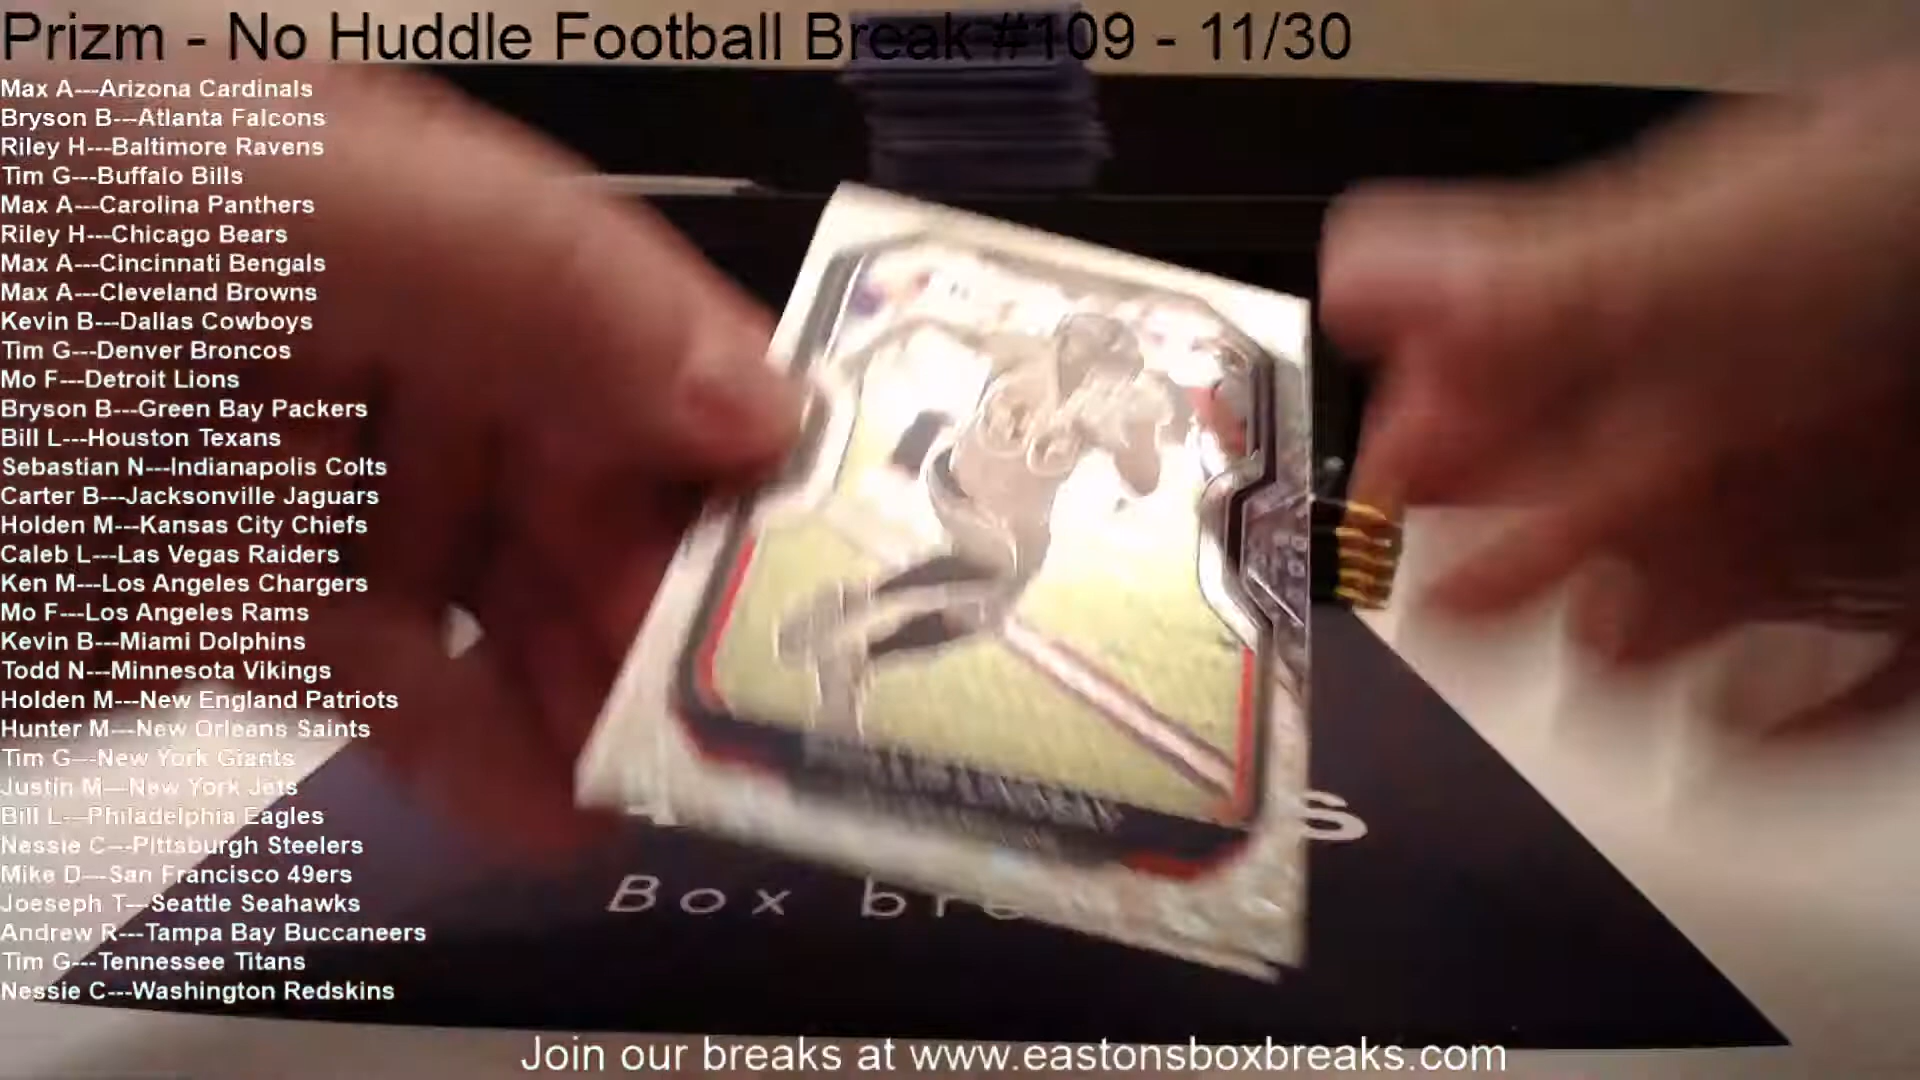 Prizm - No Huddle Football Break #109 - 11/30
Max A---Arizona Cardinals
Bryson B---Atlanta Falcons
Riley H---Baltimore Ravens
Tim G---Buffalo Bills
Max A---Carolina Panthers
Riley H---Chicago Bears
Max A---Cincinnati Bengals
Max A---Cleveland Browns
Kevin B---Dallas Cowboys
Tim G---Denver Broncos
Mo F---Detroit Lions
Bryson B---Green Bay Packers
Bill L---Houston Texans
Sebastian N---Indianapolis Colts
Carter B---Jacksonville Jaguars
Holden M---Kansas City Chiefs
Caleb L---Las Vegas Raiders
Ken M---Los Angeles Chargers
Mo F---Los Angeles Rams
Kevin B---Miami Dolphins
Todd N---Minnesota Vikings
Holden M---New England Patriots
Hunter M---New Orleans Saints
Tim G---New York Giants
Justin M---New York Jets
Bill L---Philadelphia Eagles
Nessie C---Pittsburgh Steelers
Mike D---San Francisco 49ers
Joeseph T---Seattle Seahawks
Andrew R---Tampa Bay Buccaneers
Tim G---Tennessee Titans
Nessie C---Washington Redskins
Box bre
Join our breaks at www.eastonsboxbreaks.com